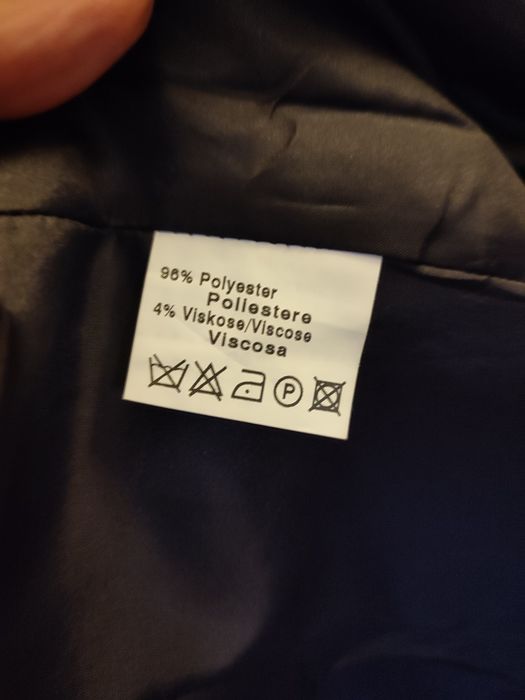 96% Polyester
Poliestere
4% Viskose/Viscose
Viscosa
P